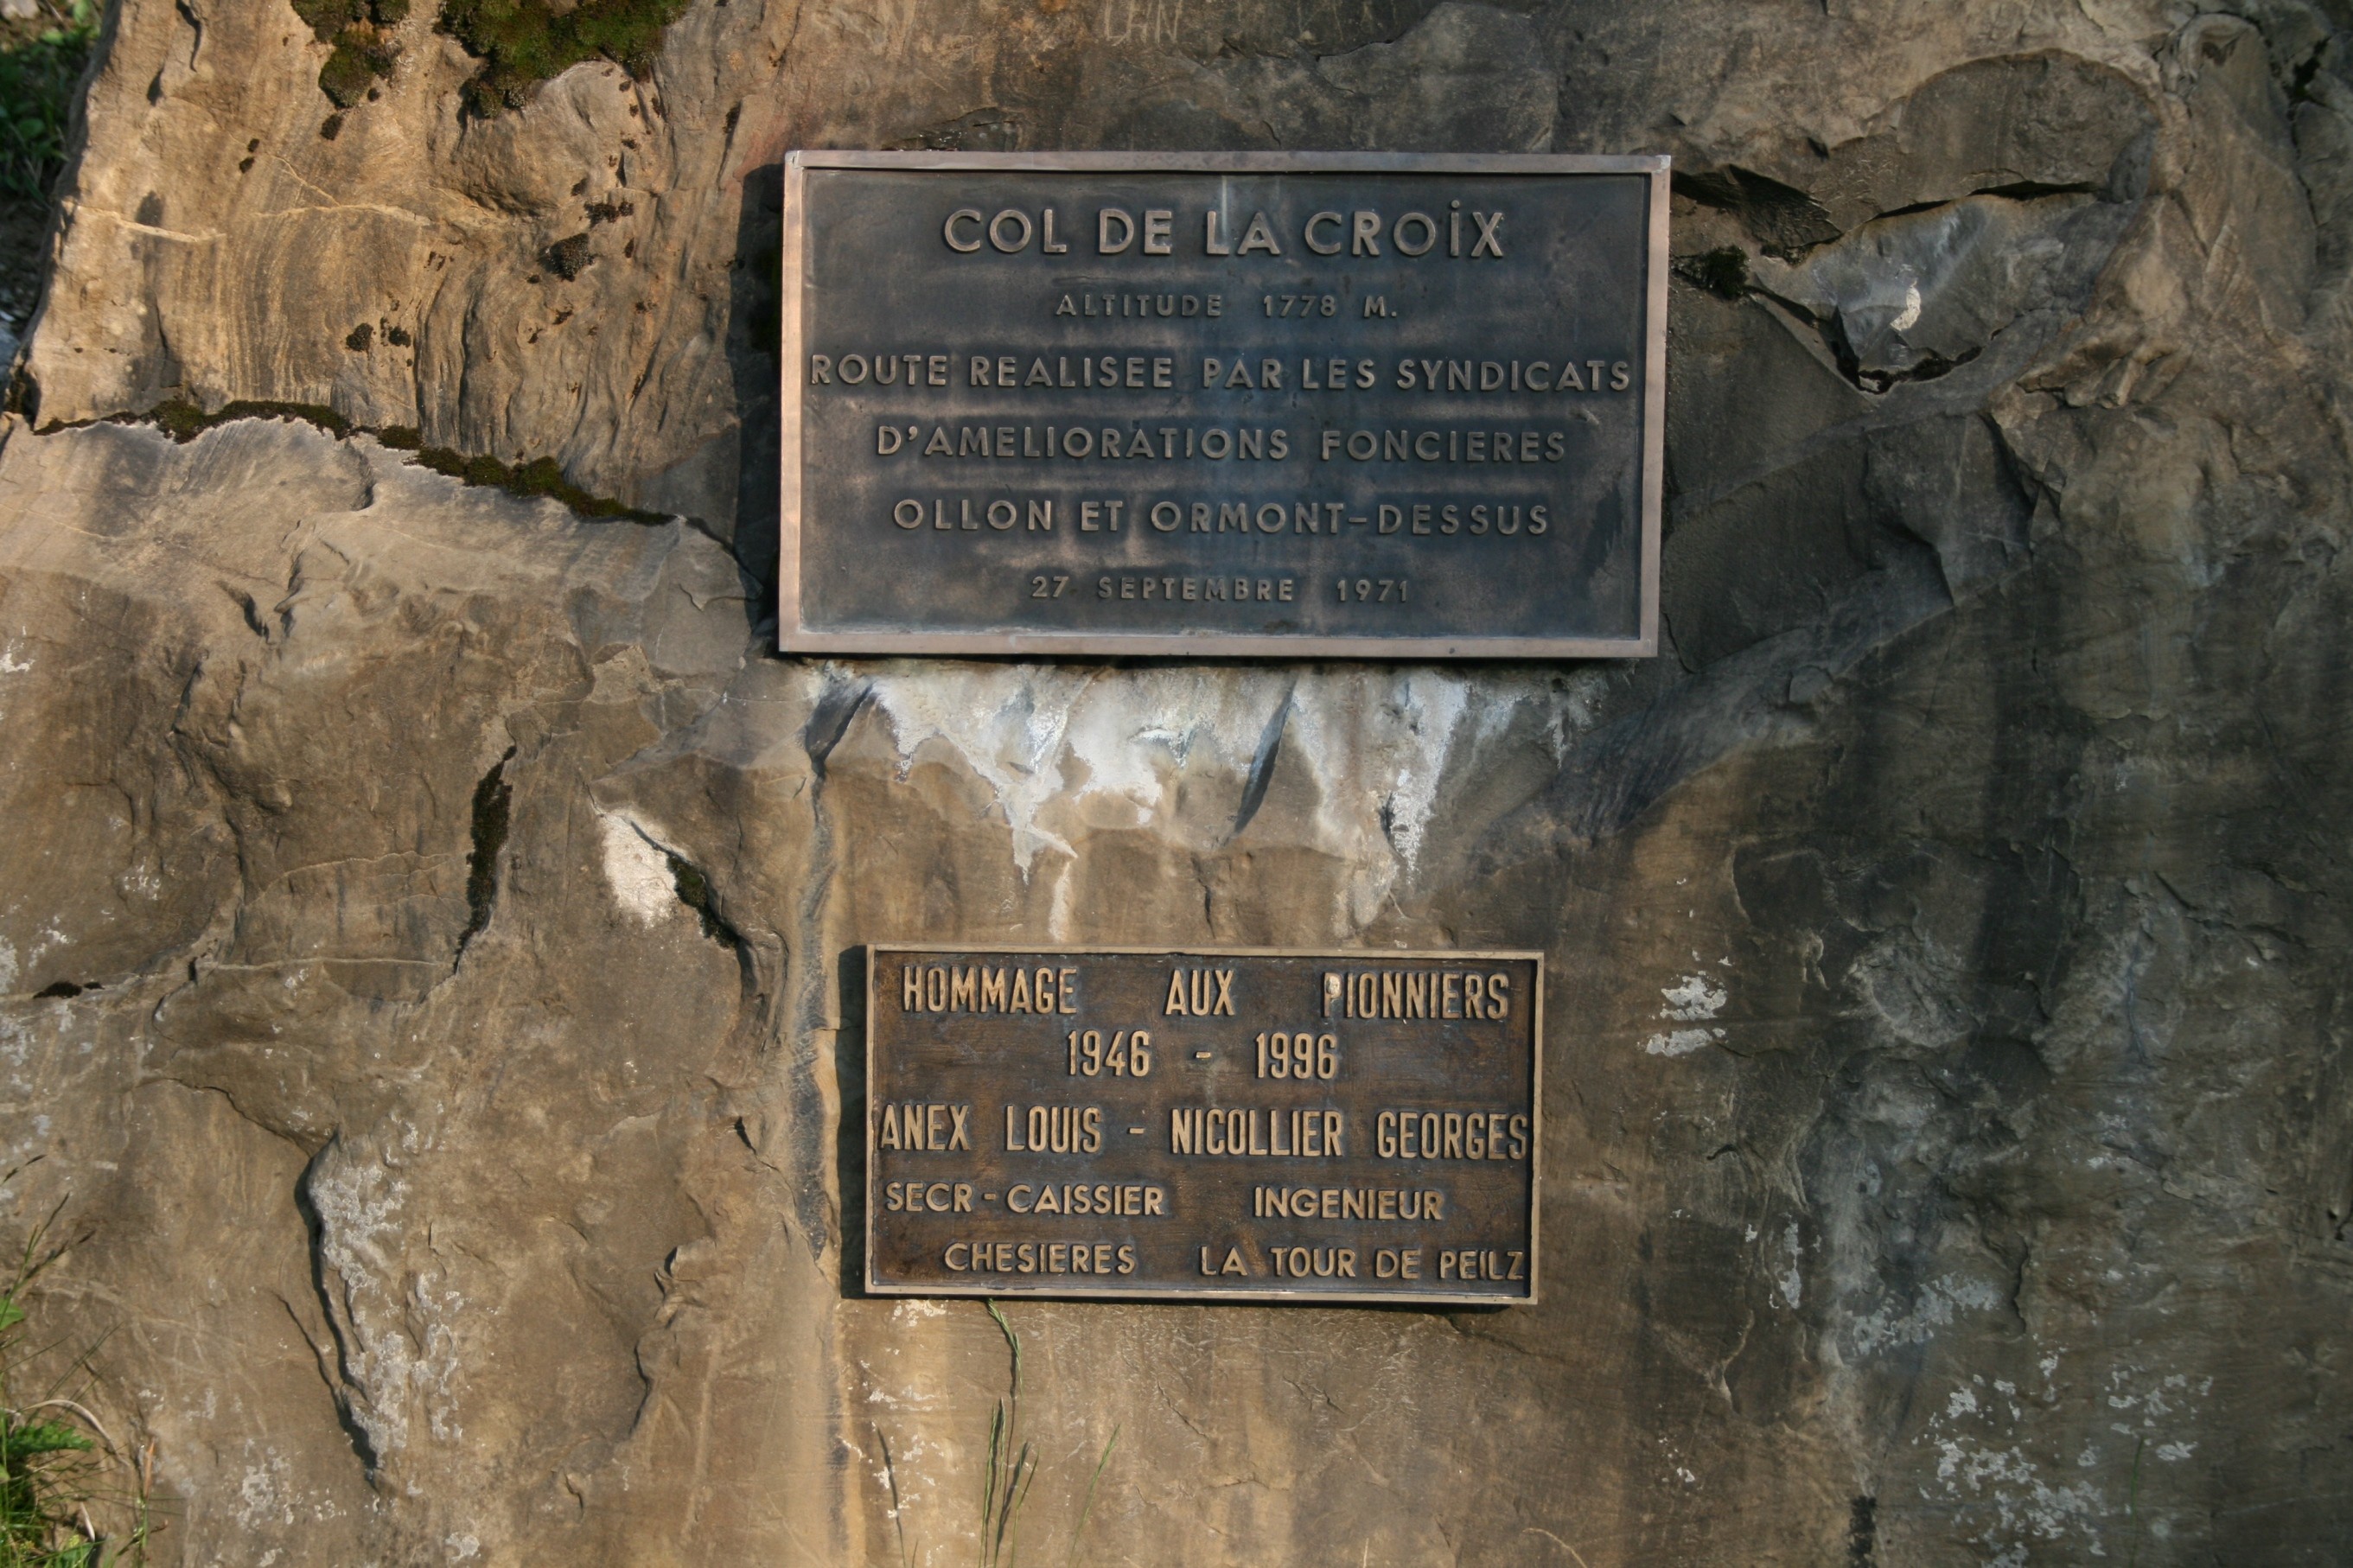 COL DE LA CROiX
ALTITUDE 1778 M.
ROUTE REALISEE PAR LES SYNDICATS
D'AMELIORATIONS FONCIERES
OLLON ET ORMONT-DESSUS
27 SEPTEMBRE 1971
HOMMAGE AUX PIONNIERS
1946 - 1996
ANEX LOUIS - NICOLLIER GEORGES
SECR - CAISSIER INGENIEUR
CHESIERES LA TOUR DE PEILZ